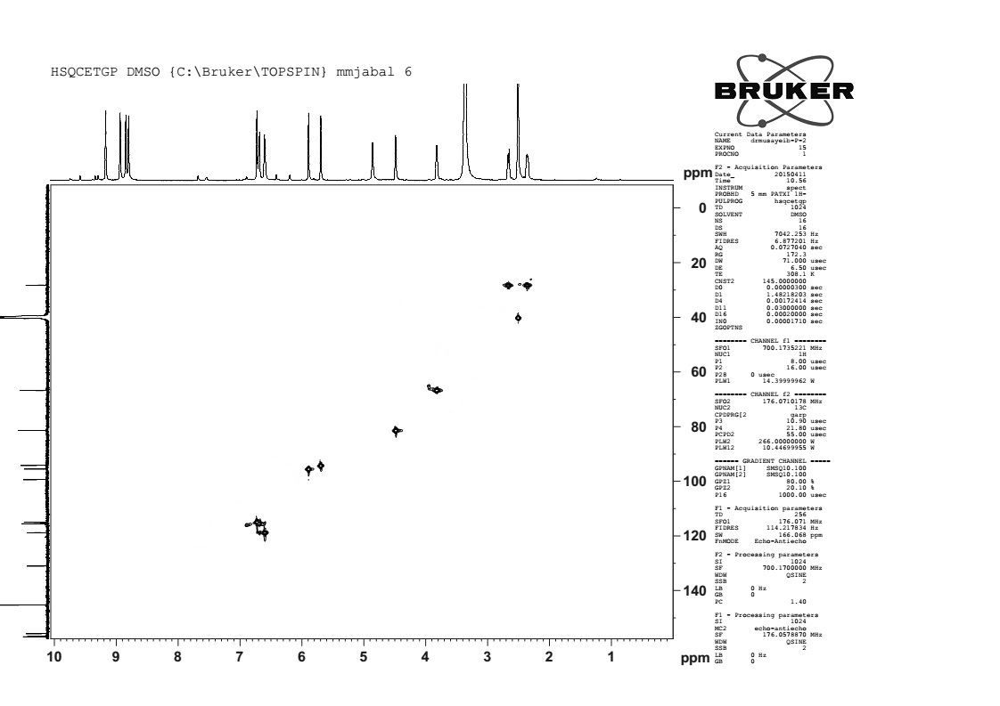 HSQCETGP DMSO {C:\Bruker\TOPSPIN} mmjabal 6
BRUKER
ppm
0
20
40
60
80
100
120
140
10 9 8 7 6 5 4 3 2 1 ppm
Current Data Parameters
NAME drmusayeib-P-2
EXPNO 15
PROCNO 1
F2 - Acquisition Parameters
Date_ 20150411
Time 10.56
INSTRUM spect
PROBHD 5 mm PATXI 1H-
PULPROG hsqcetgp
TD 1024
SOLVENT DMSO
NS 16
DS 16
SWH 7042.253 Hz
FIDRES 6.877201 Hz
AQ 0.0727040 sec
RG 172.3
DW 71.000 usec
DE 6.50 usec
TE 308.1 K
CNST2 145.0000000
D0 0.00000300 sec
D1 1.48218203 sec
D4 0.00172414 sec
D11 0.03000000 sec
D16 0.00020000 sec
IN0 0.00001710 sec
ZGOPTNS
======== CHANNEL f1 ========
SFO1 700.1735221 MHz
NUC1 1H
P1 8.00 usec
P2 16.00 usec
P28 0 usec
PLW1 14.39999962 W
======== CHANNEL f2 ========
SFO2 176.0710178 MHz
NUC2 13C
CPDPRG[2 garp
P3 10.90 usec
P4 21.80 usec
PCPD2 55.00 usec
PLW2 266.00000000 W
PLW12 10.44699955 W
====== GRADIENT CHANNEL =====
GPNAM[1] SMSQ10.100
GPNAM[2] SMSQ10.100
GPZ1 80.00 %
GPZ2 20.10 %
P16 1000.00 usec
F1 - Acquisition parameters
TD 256
SFO1 176.071 MHz
FIDRES 114.217834 Hz
SW 166.068 ppm
FnMODE Echo-Antiecho
F2 - Processing parameters
SI 1024
SF 700.1700000 MHz
WDW QSINE
SSB 2
LB 0 Hz
GB 0
PC 1.40
F1 - Processing parameters
SI 1024
MC2 echo-antiecho
SF 176.0578870 MHz
WDW QSINE
SSB 2
LB 0 Hz
GB 0